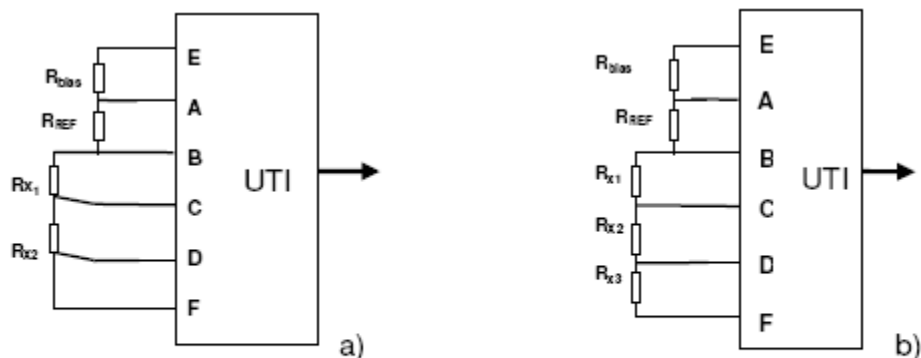 E
Rbias
A
RREF
B
UTI
Rx1
C
Rx2
D
F
a)
E
Rbias
A
RREF
B
UTI
Rx1
C
Rx2
D
Rx3
F
b)